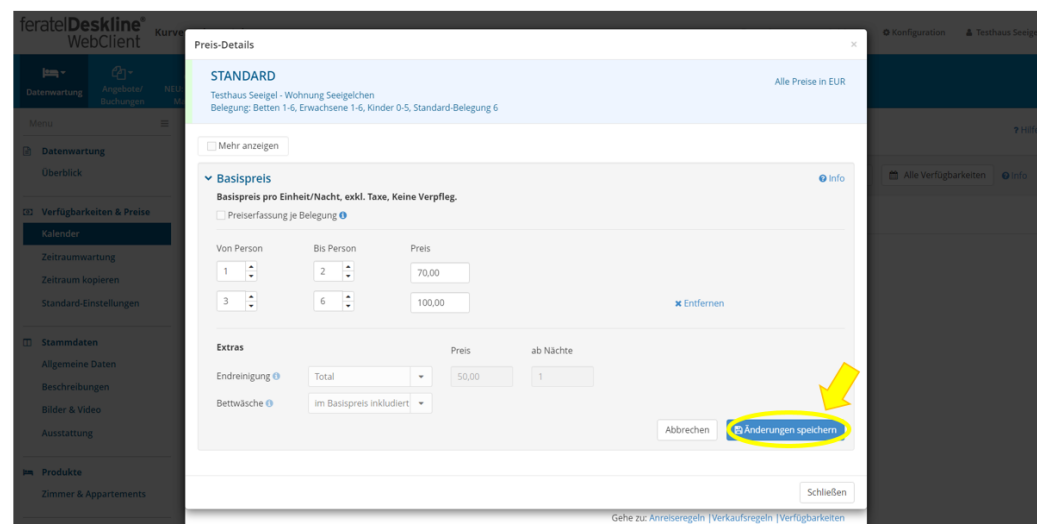 feratel Deskline®
WebClient
Kurve
Konfiguration
Testhaus Seeige
Datenwartung
Angebote/
Buchungen
NEU
Ma
Menü
? Hilfe
Datenwartung
Überblick
Alle Verfügbarkeiten
Info
Verfügbarkeiten & Preise
Kalender
Zeitraumwartung
Zeitraum kopieren
Standard-Einstellungen
Stammdaten
Allgemeine Daten
Beschreibungen
Bilder & Video
Ausstattung
Produkte
Zimmer & Appartements
Preis-Details
×
STANDARD
Alle Preise in EUR
Testhaus Seeigel - Wohnung Seeigelchen
Belegung: Betten 1-6, Erwachsene 1-6, Kinder 0-5, Standard-Belegung 6
Mehr anzeigen
Basispreis
Info
Basispreis pro Einheit/Nacht, exkl. Taxe, Keine Verpfleg.
Preiserfassung je Belegung
Von Person Bis Person Preis
1 2 70,00
3 6 100,00 Entfernen
Extras Preis ab Nächte
Endreinigung Total 50,00 1
Bettwäsche im Basispreis inkludiert
Abbrechen Änderungen speichern
Schließen
Gehe zu: Anreiseregeln |Verkaufsregeln |Verfügbarkeiten